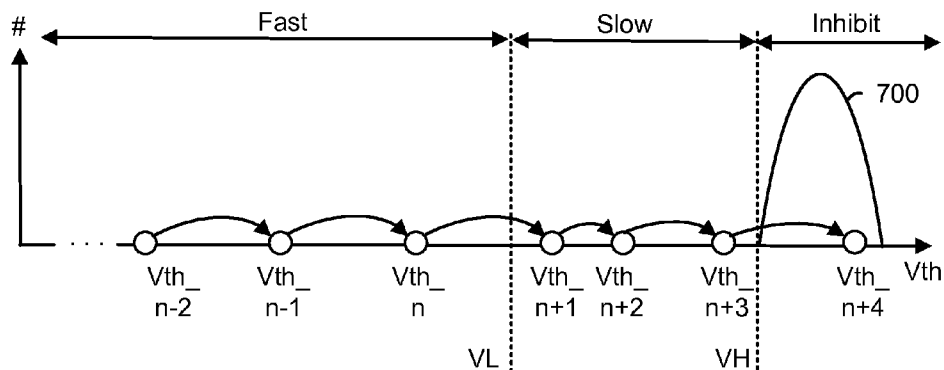 #
Fast
Slow
Inhibit
700
. . .
Vth_
n-2
Vth_
n-1
Vth_
n
Vth_
n+1
Vth_
n+2
Vth_
n+3
Vth_
n+4
Vth
VL
VH